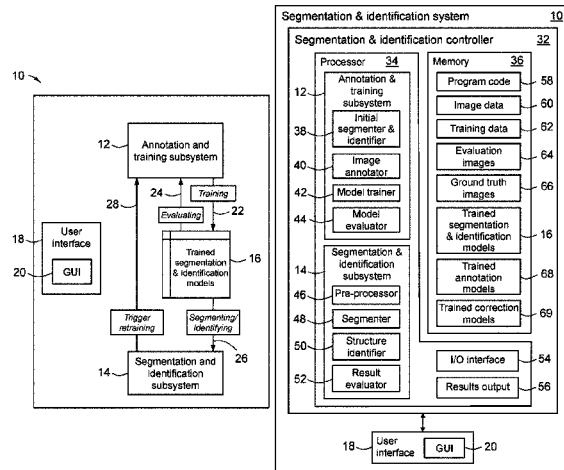 10
12
Annotation and
training subsystem
28
24
Training
Evaluating
22
18
User
interface
20
GUI
Trained
segmentation
& identification
models
16
Trigger
retraining
Segmenting/
identifying
26
14
Segmentation and
identification subsystem
Segmentation & identification system
10
Segmentation & identification controller
32
Processor
34
12
Annotation &
training subsystem
38
Initial
segmenter &
identifier
40
Image
annotator
42
Model trainer
44
Model
evaluator
14
Segmentation &
identification
subsystem
46
Pre-processor
48
Segmenter
50
Structure
identifier
52
Result
evaluator
Memory
36
Program code
58
Image data
60
Training data
62
Evaluation
images
64
Ground truth
images
66
Trained
segmentation
& identification
models
16
Trained
annotation
models
68
Trained
correction models
69
I/O interface
54
Results output
56
18
User
interface
GUI
20